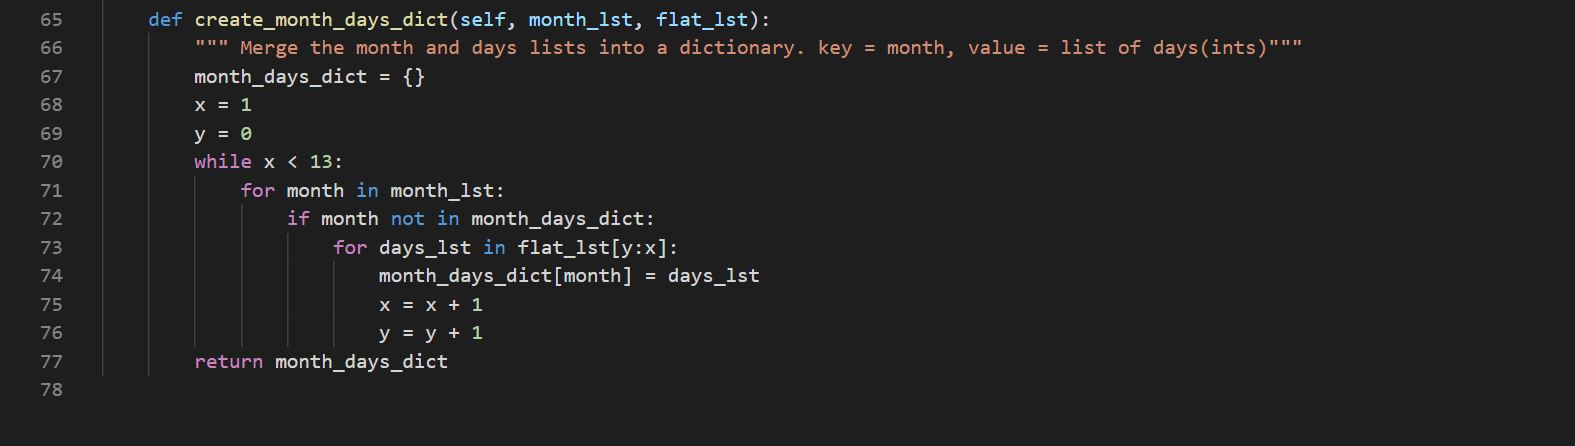 65 def create_month_days_dict(self, month_lst, flat_lst):
66 """ Merge the month and days lists into a dictionary. key = month, value = list of days(ints)"""
67 month_days_dict = {}
68 x = 1
69 y = 0
70 while x < 13:
71 for month in month_lst:
72 if month not in month_days_dict:
73 for days_lst in flat_lst[y:x]:
74 month_days_dict[month] = days_lst
75 x = x + 1
76 y = y + 1
77 return month_days_dict
78